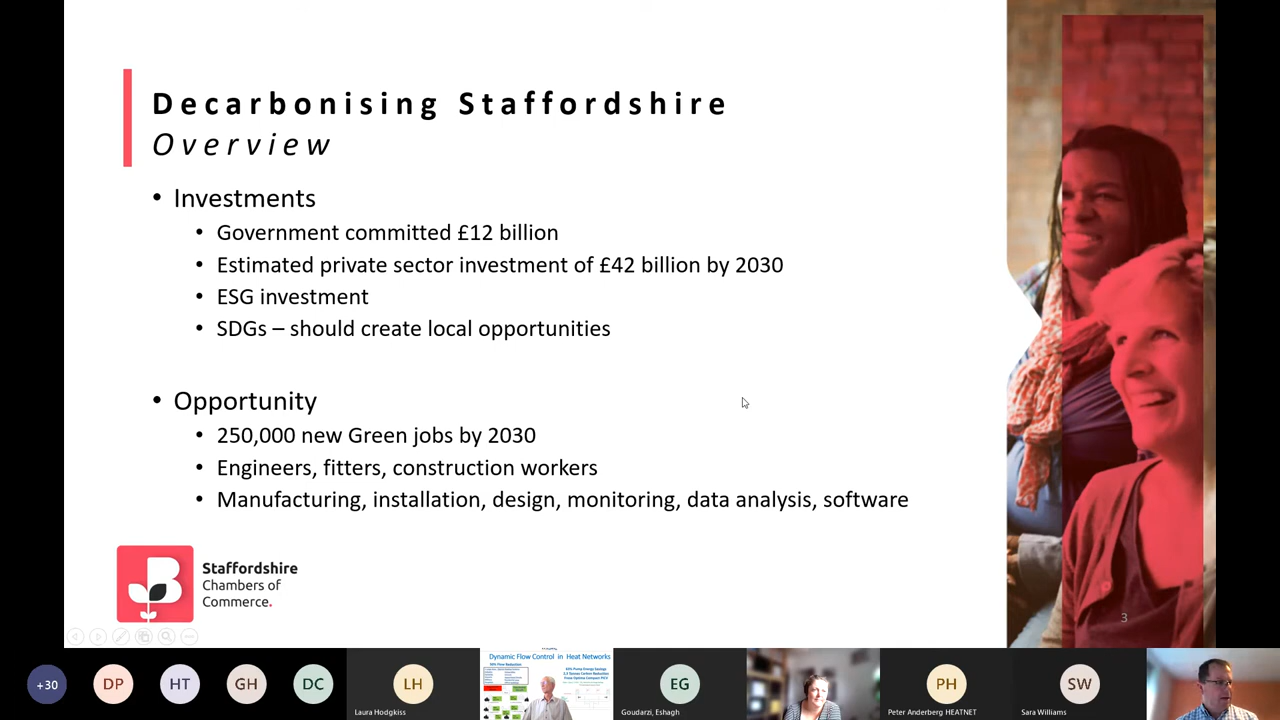 Decarbonising Staffordshire
Overview
• Investments
• Government committed £12 billion
• Estimated private sector investment of £42 billion by 2030
• ESG investment
• SDGs – should create local opportunities
• Opportunity
• 250,000 new Green jobs by 2030
• Engineers, fitters, construction workers
• Manufacturing, installation, design, monitoring, data analysis, software
Staffordshire
Chambers of
Commerce.
3
+30
DP
HT
GH
LH
EG
PH
SW
Dynamic Flow Control in Heat Networks
Laura Hodgkiss
Goudarzi, Eshagh
Peter Anderberg HEATNET
Sara Williams